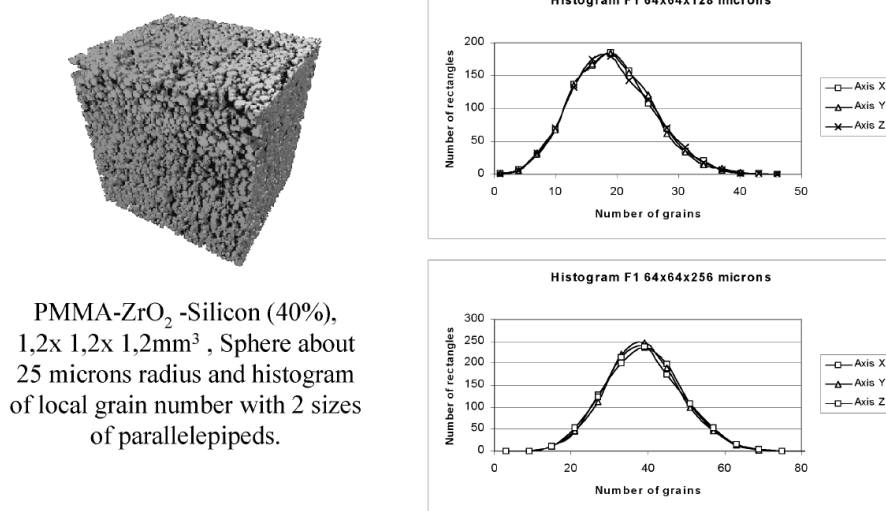 PMMA-ZrO₂ -Silicon (40%),
1,2x 1,2x 1,2mm³ , Sphere about
25 microns radius and histogram
of local grain number with 2 sizes
of parallelepipeds.
Histogram F1 64x64x128 microns
Number of rectangles
200
150
100
50
0
0 10 20 30 40 50
Number of grains
Axis X
Axis Y
Axis Z
Histogram F1 64x64x256 microns
Number of rectangles
300
250
200
150
100
50
0
0 20 40 60 80
Number of grains
Axis X
Axis Y
Axis Z